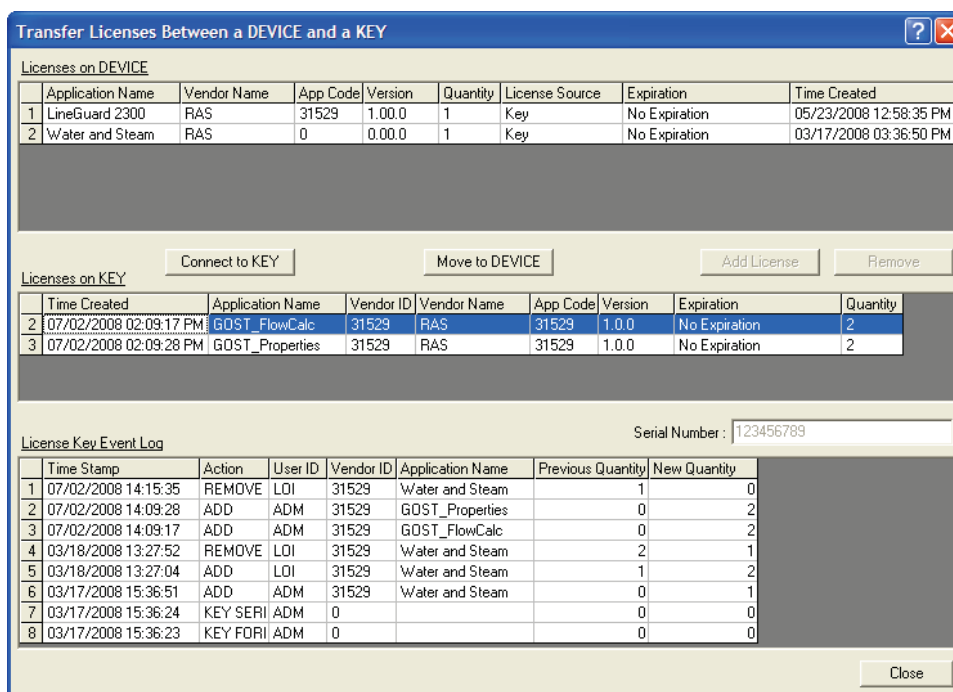 Transfer Licenses Between a DEVICE and a KEY
Licenses on DEVICE
Application Name Vendor Name App Code Version Quantity License Source Expiration Time Created
1 LineGuard 2300 RAS 31529 1.00.0 1 Key No Expiration 05/23/2008 12:58:35 PM
2 Water and Steam RAS 0 0.00.0 1 Key No Expiration 03/17/2008 03:36:50 PM
Connect to KEY Move to DEVICE Add License Remove
Licenses on KEY
Time Created Application Name Vendor ID Vendor Name App Code Version Expiration Quantity
2 07/02/2008 02:09:17 PM GOST_FlowCalc 31529 RAS 31529 1.0.0 No Expiration 2
3 07/02/2008 02:09:28 PM GOST_Properties 31529 RAS 31529 1.0.0 No Expiration 2
Serial Number : 123456789
License Key Event Log
Time Stamp Action User ID Vendor ID Application Name Previous Quantity New Quantity
1 07/02/2008 14:15:35 REMOVE LOI 31529 Water and Steam 1 0
2 07/02/2008 14:09:28 ADD ADM 31529 GOST_Properties 0 2
3 07/02/2008 14:09:17 ADD ADM 31529 GOST_FlowCalc 0 2
4 03/18/2008 13:27:52 REMOVE LOI 31529 Water and Steam 2 1
5 03/18/2008 13:27:04 ADD LOI 31529 Water and Steam 1 2
6 03/17/2008 15:36:51 ADD ADM 31529 Water and Steam 0 1
7 03/17/2008 15:36:24 KEY SERI ADM 0 0 0
8 03/17/2008 15:36:23 KEY FORI ADM 0 0 0
Close